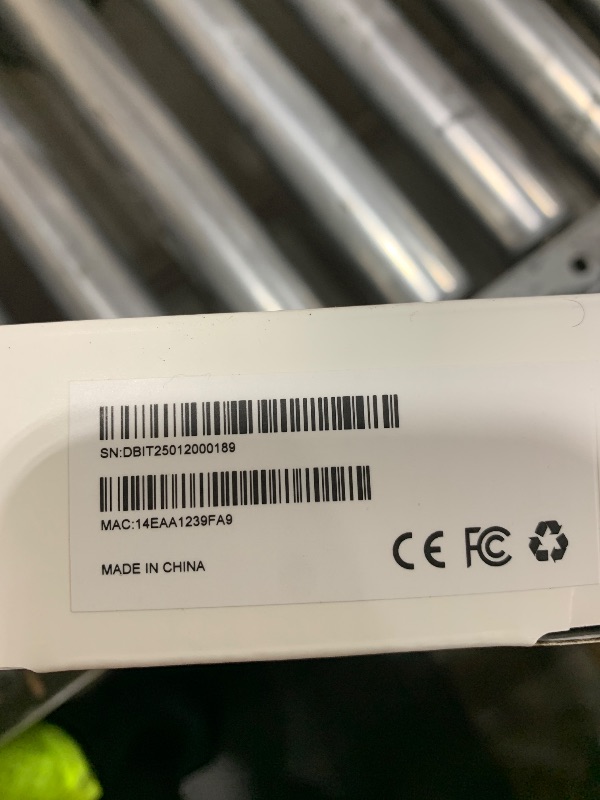 SN:DBIT25012000189
MAC:14EAA1239FA9
MADE IN CHINA
CE FC